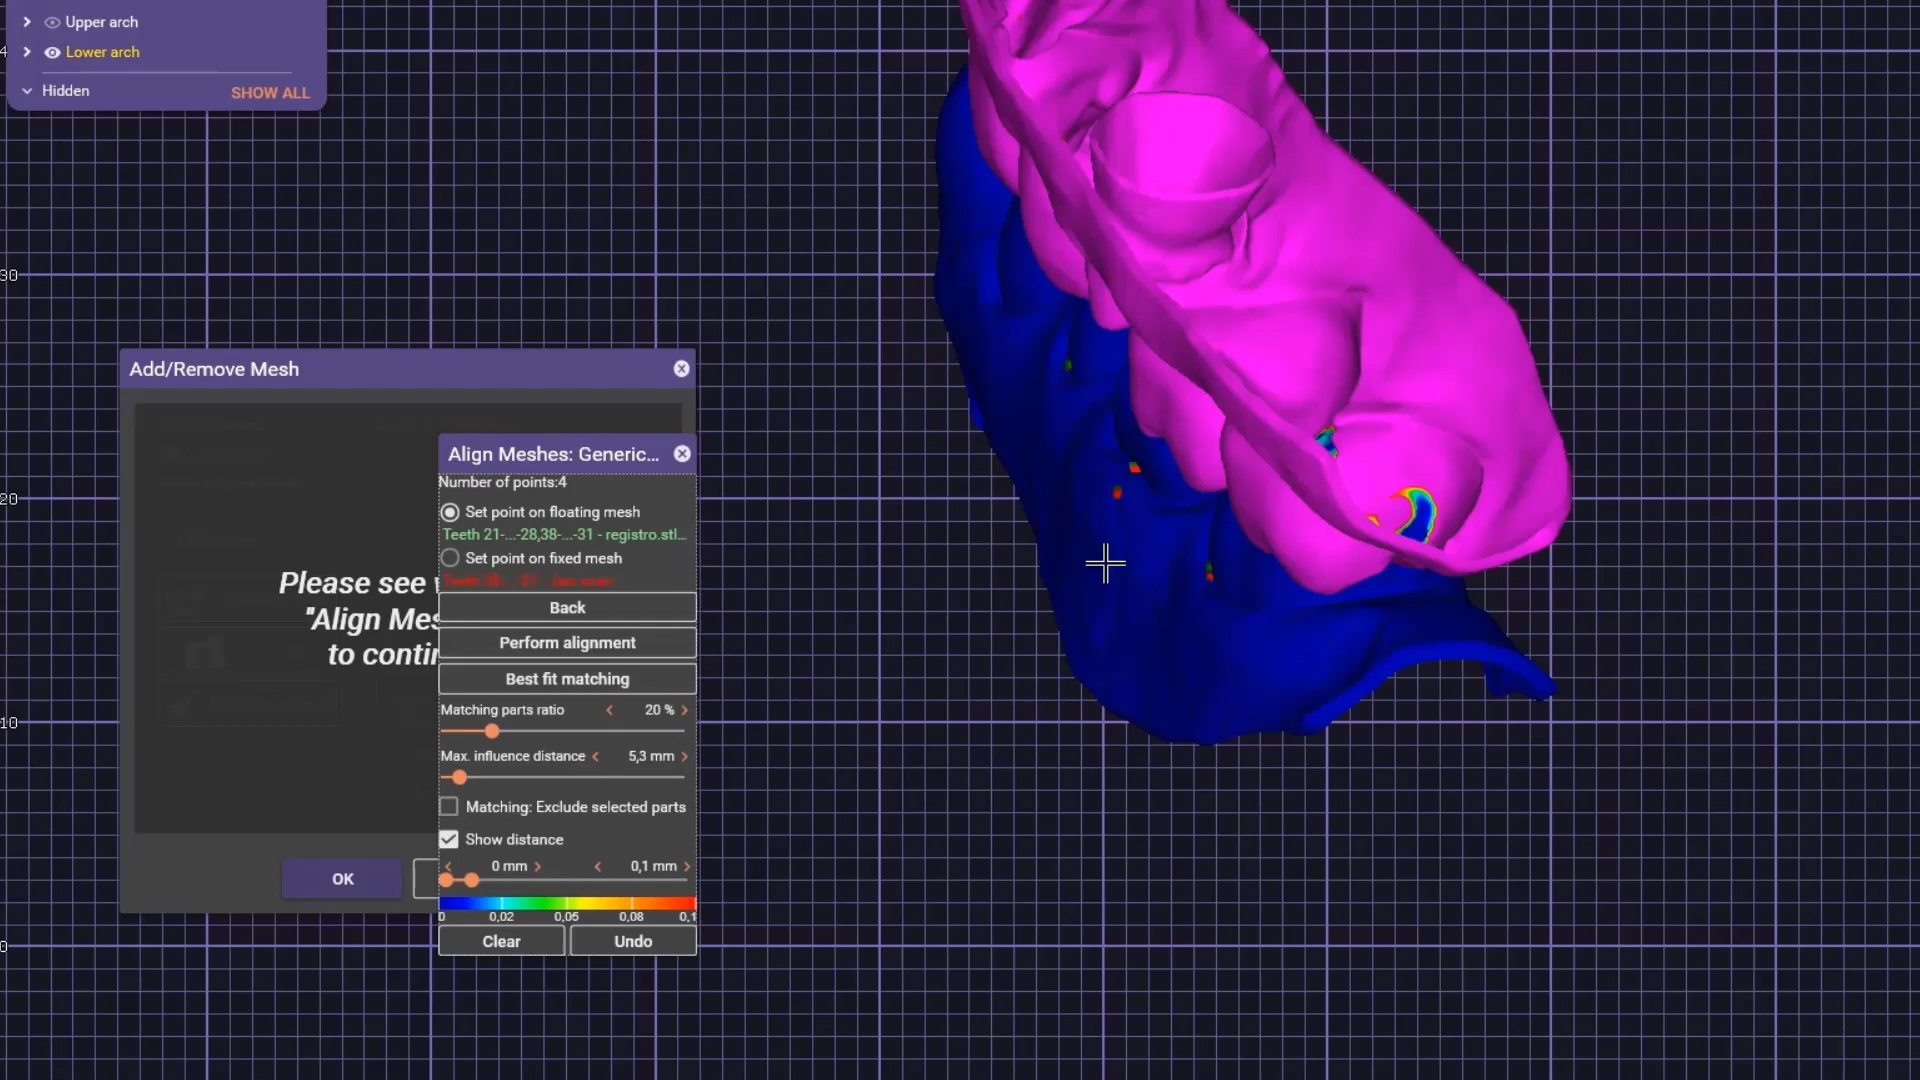 Upper arch
4
Lower arch
Hidden
SHOW ALL
30
Add/Remove Mesh
Align Meshes: Generic...
Number of points:4
20
Set point on floating mesh
Teeth 21-...-28,38-...-31 - registro.stl...
Set point on fixed mesh
Please see
"Align Mes
to contin
Back
Perform alignment
Best fit matching
Matching parts ratio
20 %
10
Max. influence distance
5,3 mm
Matching: Exclude selected parts
Show distance
0 mm
0,1 mm
OK
0 0,02 0,05 0,08 0,1
Clear
Undo
0